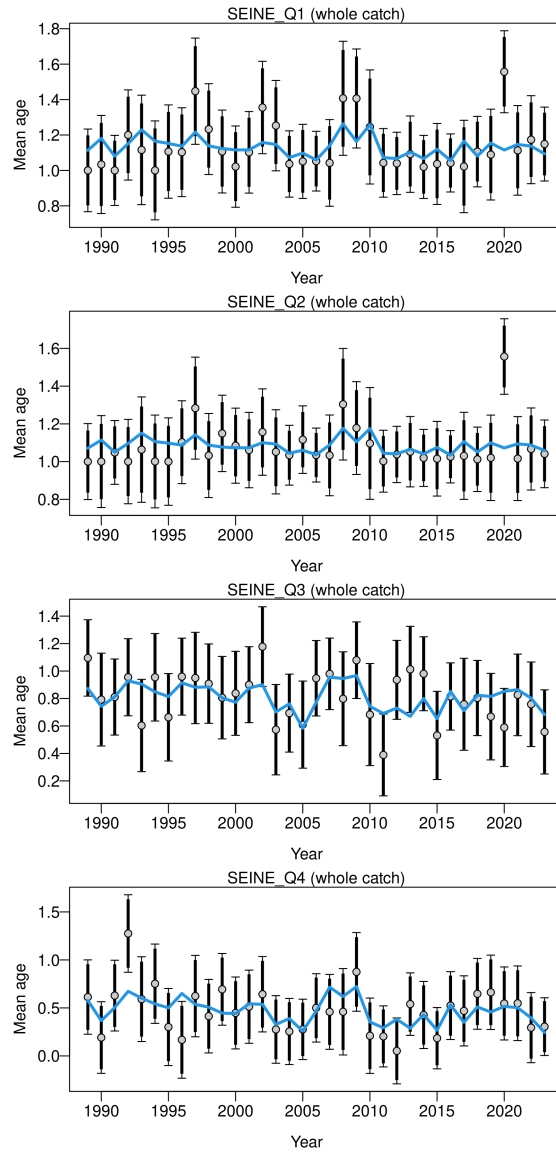 SEINE_Q1 (whole catch)
1.8
1.6
1.4
1.2
1.0
0.8
Mean age
1990 1995 2000 2005 2010 2015 2020
Year
SEINE_Q2 (whole catch)
1.6
1.4
1.2
1.0
0.8
Mean age
1990 1995 2000 2005 2010 2015 2020
Year
SEINE_Q3 (whole catch)
1.4
1.2
1.0
0.8
0.6
0.4
0.2
Mean age
1990 1995 2000 2005 2010 2015 2020
Year
SEINE_Q4 (whole catch)
1.5
1.0
0.5
0.0
Mean age
1990 1995 2000 2005 2010 2015 2020
Year